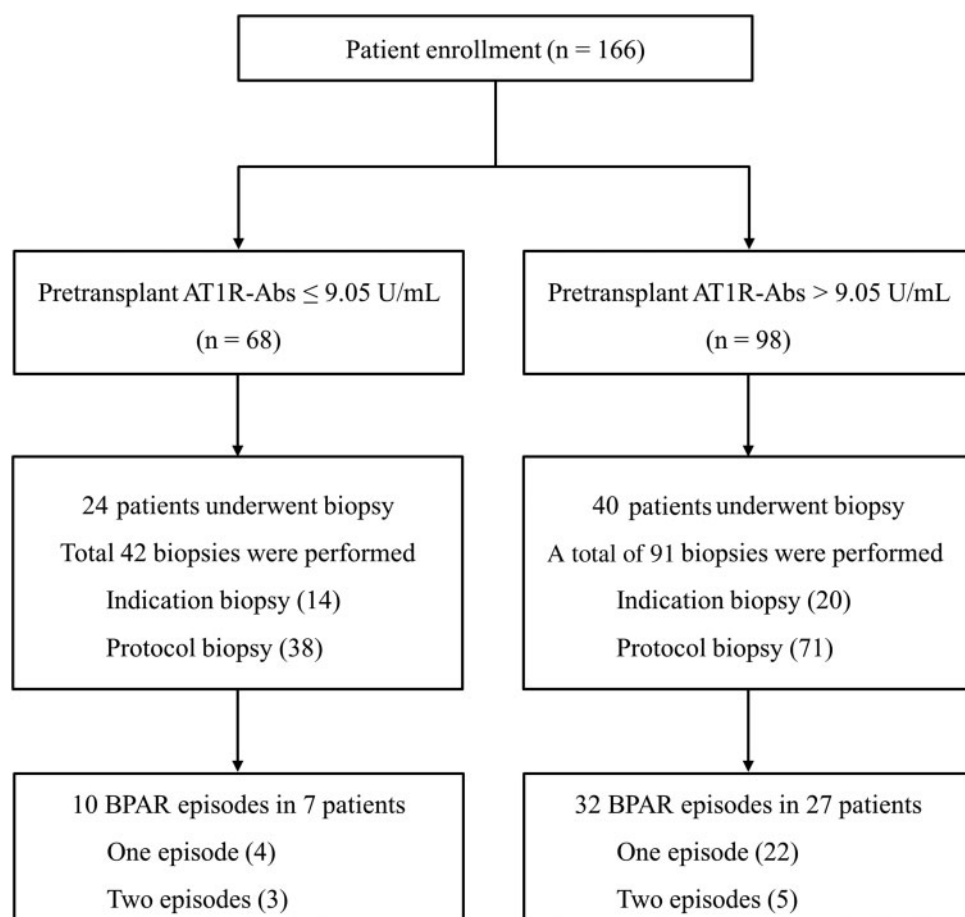 Patient enrollment (n = 166)
Pretransplant AT1R-Abs ≤ 9.05 U/mL
(n = 68)
Pretransplant AT1R-Abs > 9.05 U/mL
(n = 98)
24 patients underwent biopsy
Total 42 biopsies were performed
Indication biopsy (14)
Protocol biopsy (38)
40 patients underwent biopsy
A total of 91 biopsies were performed
Indication biopsy (20)
Protocol biopsy (71)
10 BPAR episodes in 7 patients
One episode (4)
Two episodes (3)
32 BPAR episodes in 27 patients
One episode (22)
Two episodes (5)